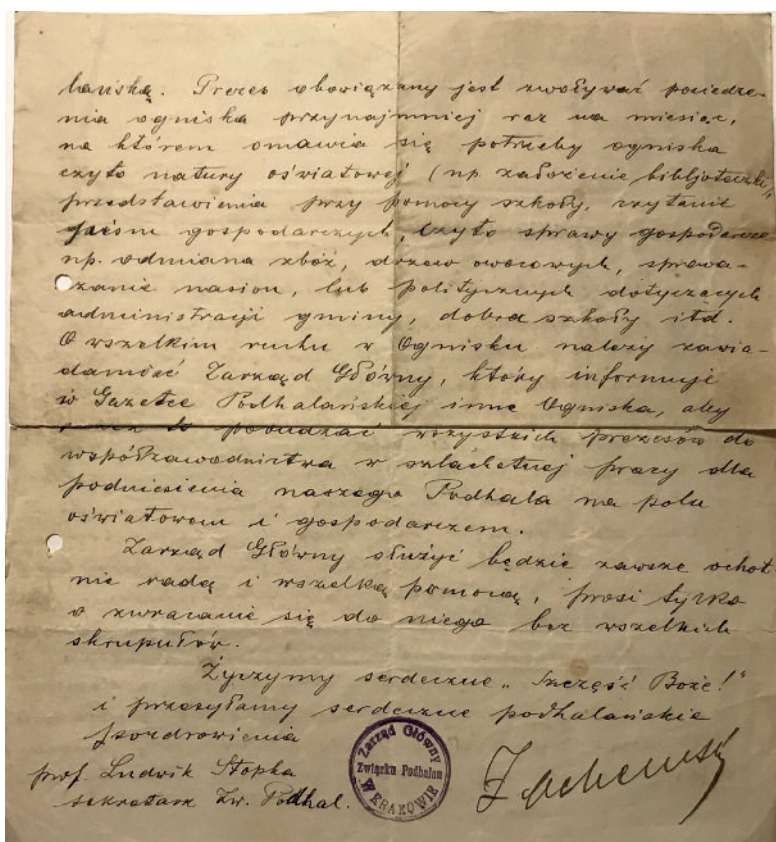 lańską. Prezes obowiązany jest zwoływać posiedze-
nia ogniska przynajmniej raz na miesiąc,
na którem omawia się potrzeby ogniska
czyto natury oświatowej (np. założenie bibljoteczki,
przedstawienia przy pomocy szkoły, czytanie
pism gospodarczych, czyto sprawy gospodarcze
np. odmiana zbóż, drzew owocowych, sprowa-
dzanie nasion, lub politycznych dotyczących
administracji gminy, dobra szkoły itd.
O wszelkim ruchu w Ognisku należy zawia-
damiać Zarząd Główny, który informuje
w Gazecie Podhalańskiej inne Ogniska, aby
przez to pobudzać wszystkich prezesów do
współzawodnictwa w szlachetnej pracy dla
podniesienia naszego Podhala na polu
oświatowem i gospodarczem.
Zarząd Główny służyć będzie zawsze ochot
nie radą i wszelką pomocą, prosi tylko
o zwracanie się do niego bez wszelkich
skrupułów.
Życzymy serdeczne „Szczęść Boże!"
i przesyłamy serdeczne podhalańskie
pozdrowienia
prof. Ludwik Stopka
sekretarz Zw. Podhal.
Zarząd Główny
Związku Podhalan
W KRAKOWIE